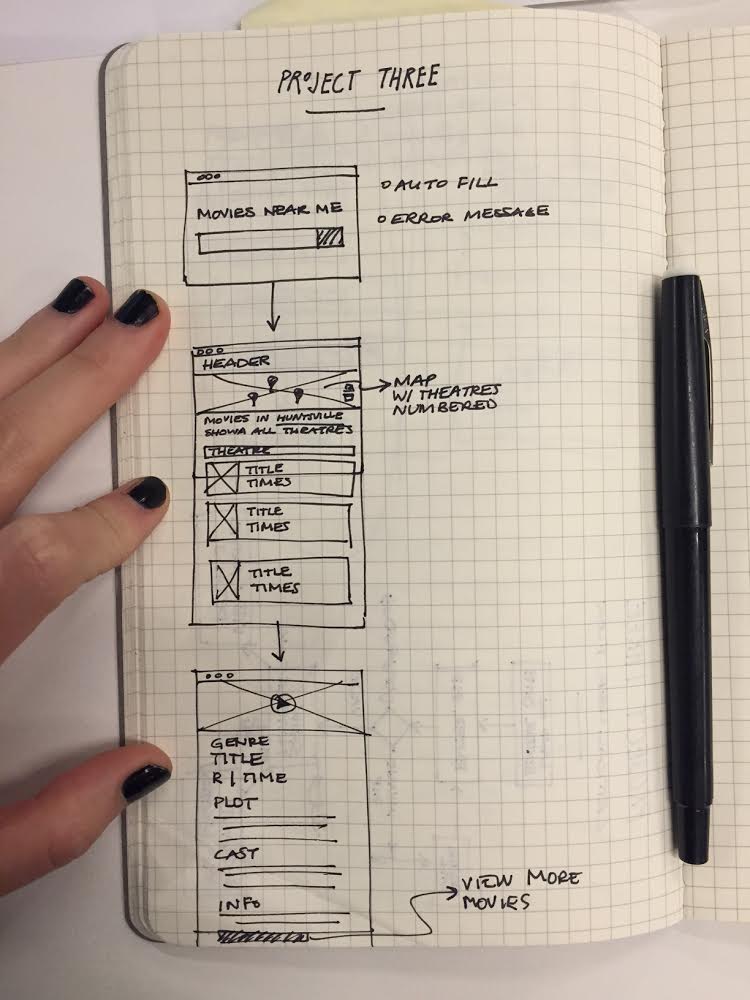 PROJECT THREE
MOVIES NEAR ME
O AUTO FILL
O ERROR MESSAGE
HEADER
MAP
W/ THEATRES
NUMBERED
MOVIES IN HUNTSVILLE
SHOWA ALL THEATRES
THEATRE
TITLE
TIMES
TITLE
TIMES
TITLE
TIMES
GENRE
TITLE
R | TIME
PLOT
CAST
INFO
VIEW MORE
MOVIES